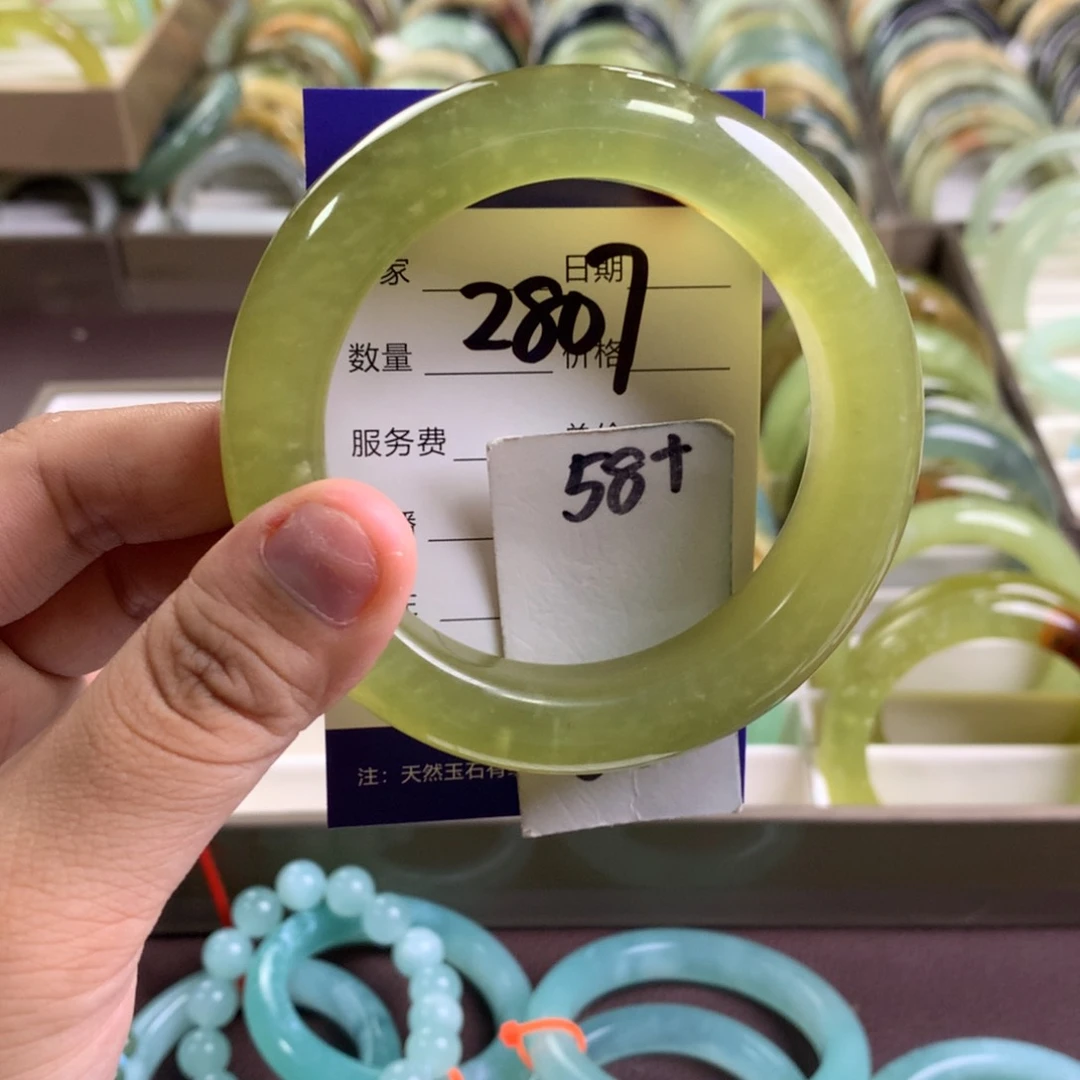 家 日期
2807
数量 价格
服务费
58+
注：天然玉石有